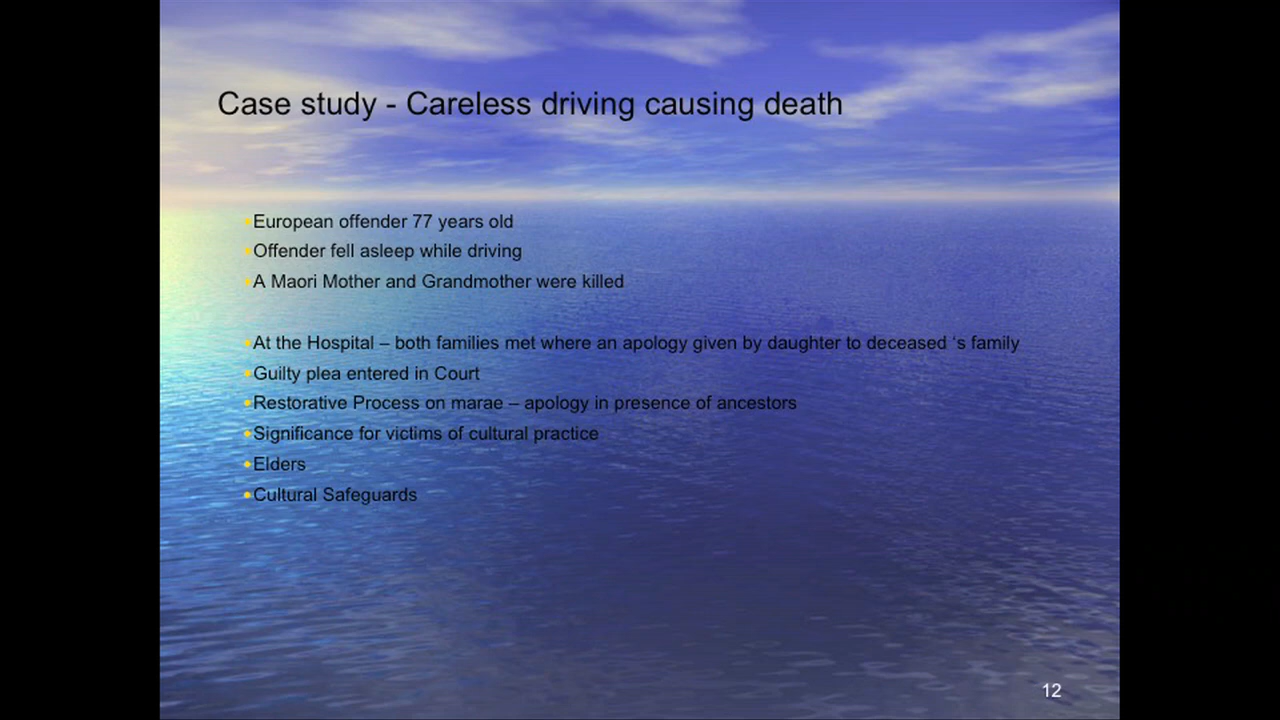 Case study - Careless driving causing death
•European offender 77 years old
•Offender fell asleep while driving
•A Maori Mother and Grandmother were killed
•At the Hospital – both families met where an apology given by daughter to deceased ‘s family
•Guilty plea entered in Court
•Restorative Process on marae – apology in presence of ancestors
•Significance for victims of cultural practice
•Elders
•Cultural Safeguards
12